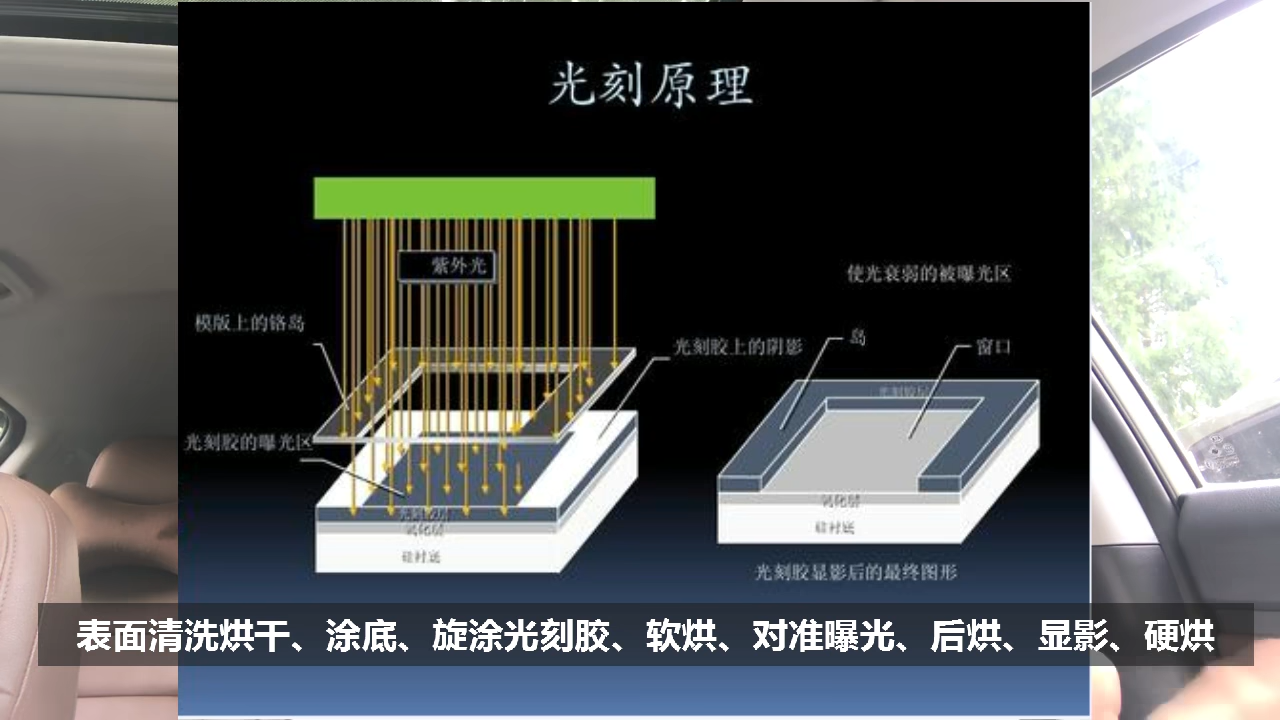 光刻原理
紫外光
使光衰弱的被曝光区
模版上的铬岛
光刻胶上的阴影
岛
窗口
光刻胶层
光刻胶的曝光区
光刻胶层
氧化层
硅衬底
氧化层
硅衬底
光刻胶显影后的最终图形
表面清洗烘干、涂底、旋涂光刻胶、软烘、对准曝光、后烘、显影、硬烘